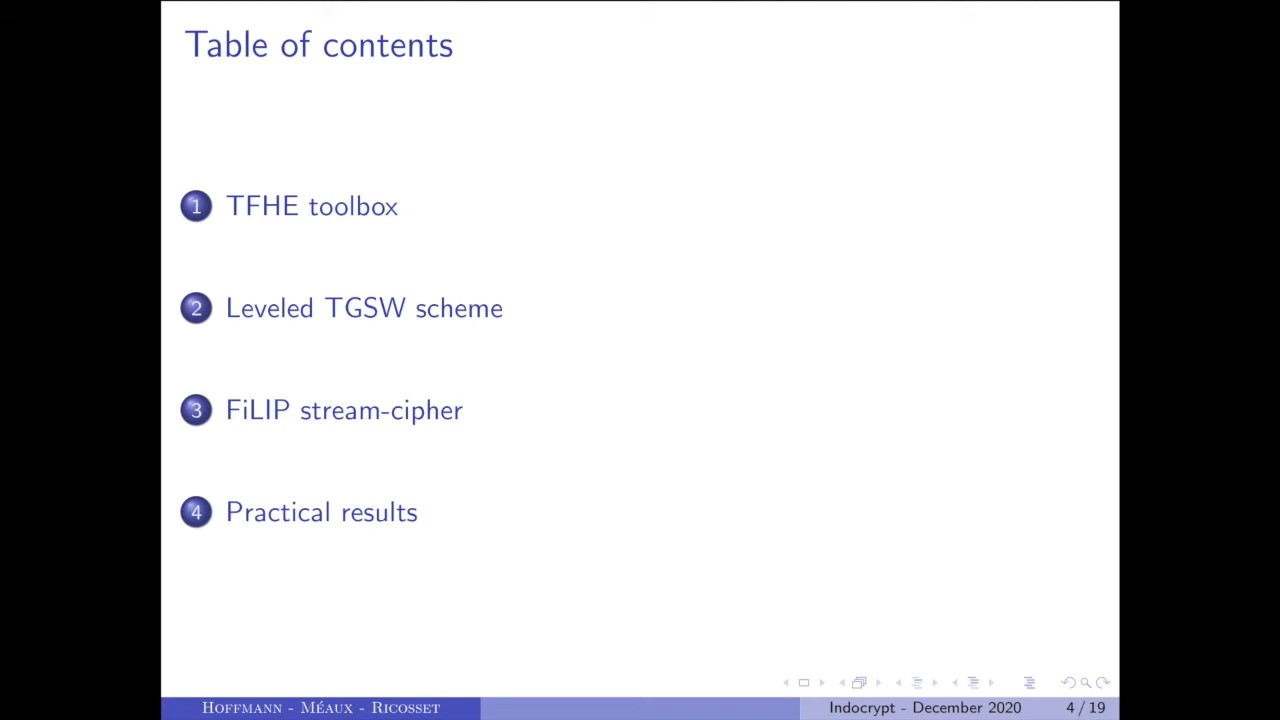 Table of contents
1 TFHE toolbox
2 Leveled TGSW scheme
3 FiLIP stream-cipher
4 Practical results
Hoffmann - Méaux - Ricosset Indocrypt - December 2020 4 / 19